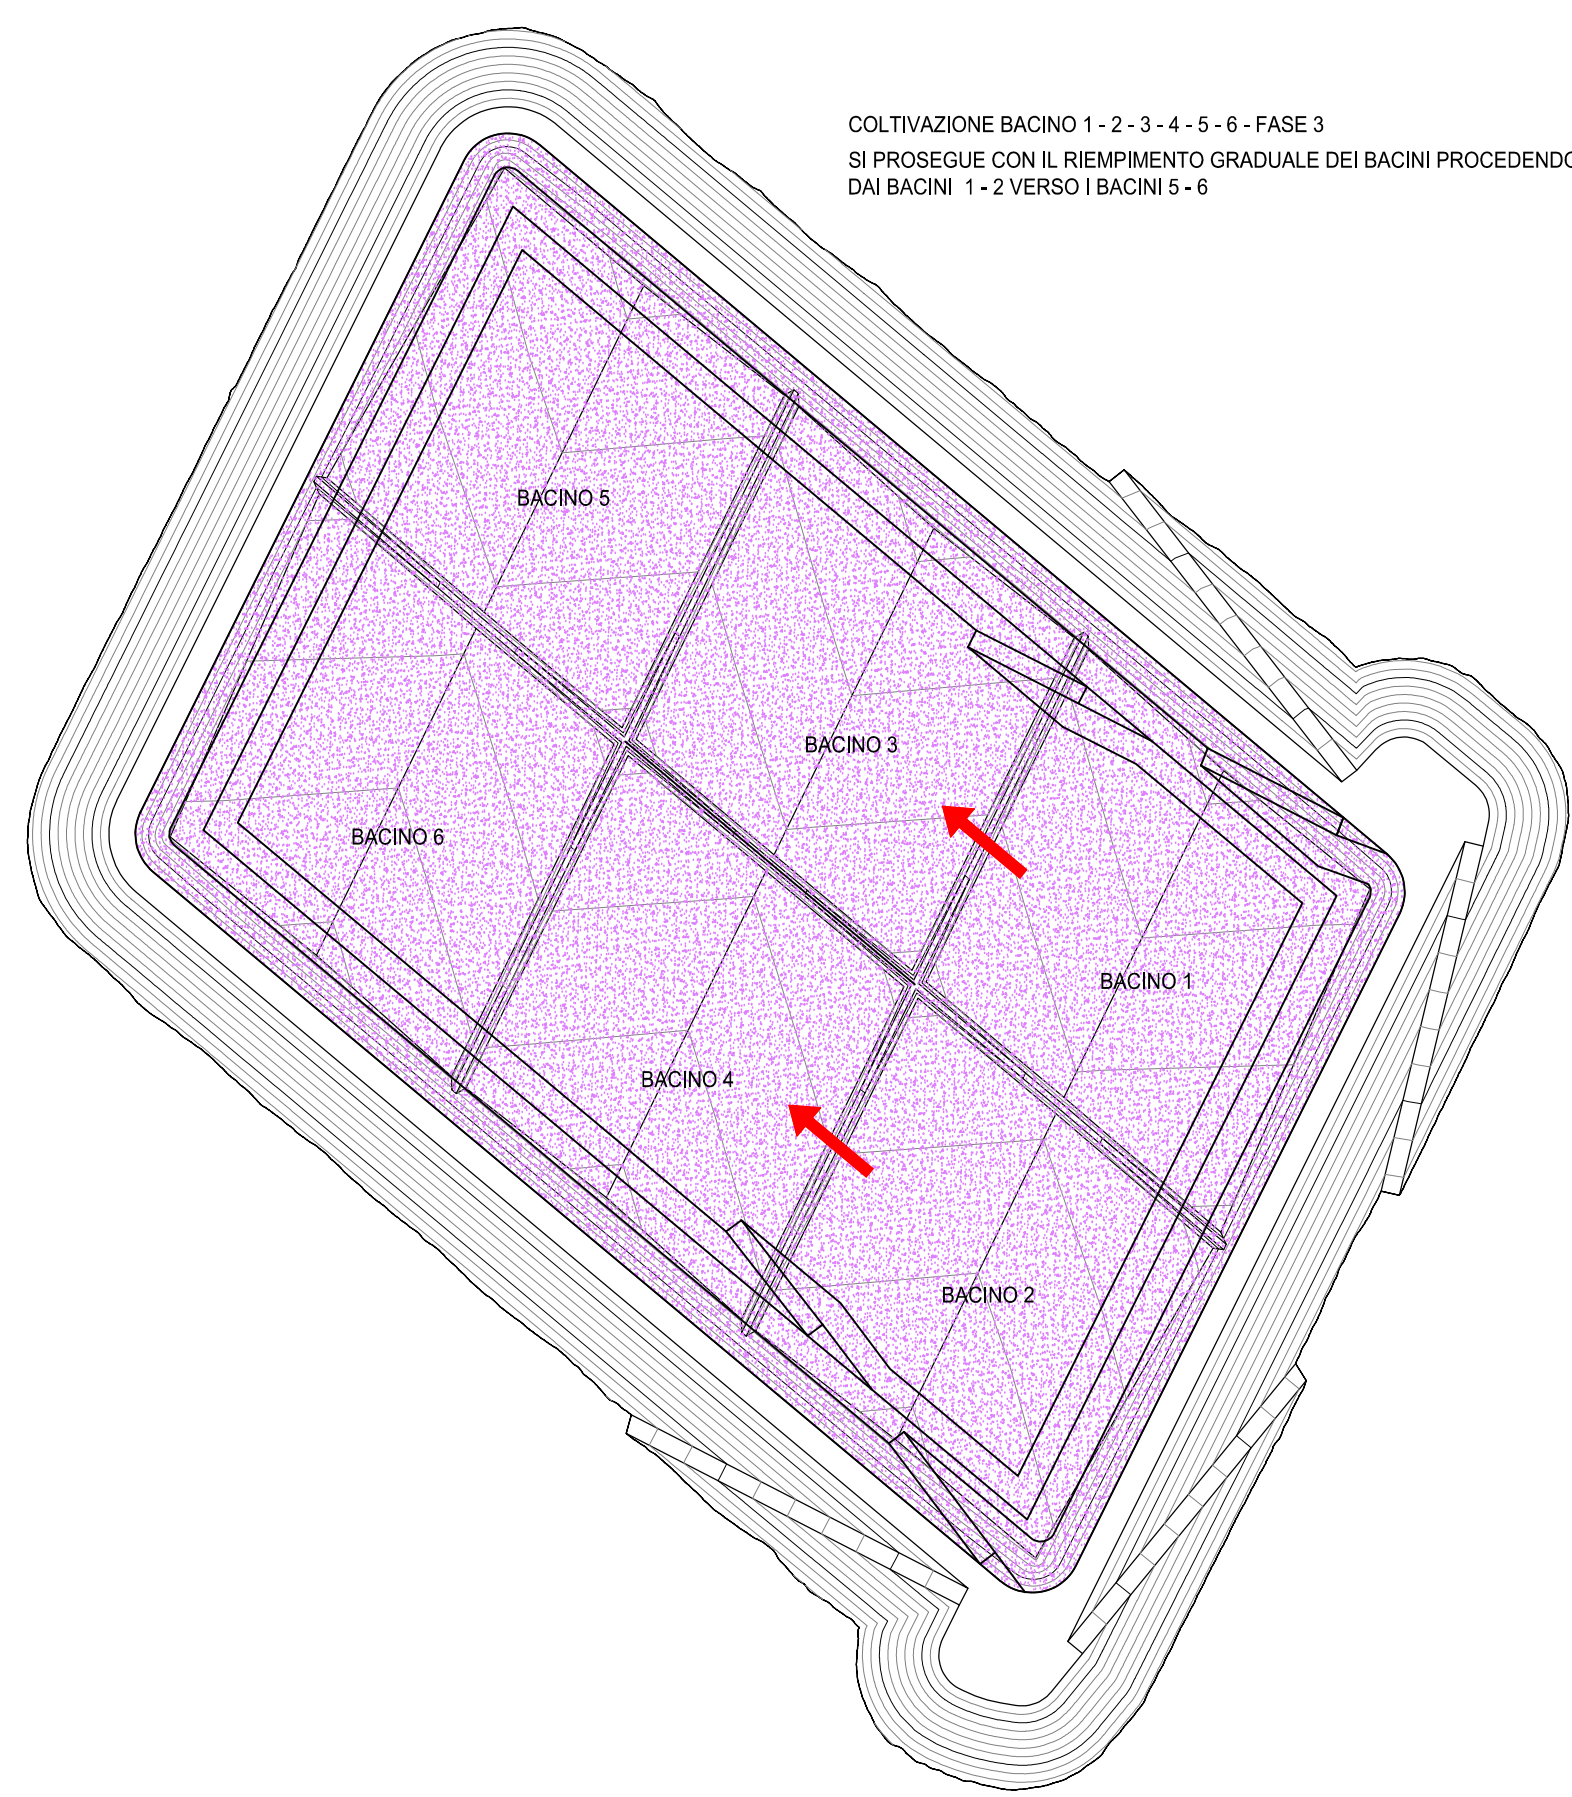 COLTIVAZIONE BACINO 1 - 2 - 3 - 4 - 5 - 6 - FASE 3
SI PROSEGUE CON IL RIEMPIMENTO GRADUALE DEI BACINI PROCEDENDO
DAI BACINI 1 - 2 VERSO I BACINI 5 - 6
BACINO 5
BACINO 3
BACINO 6
BACINO 1
BACINO 4
BACINO 2